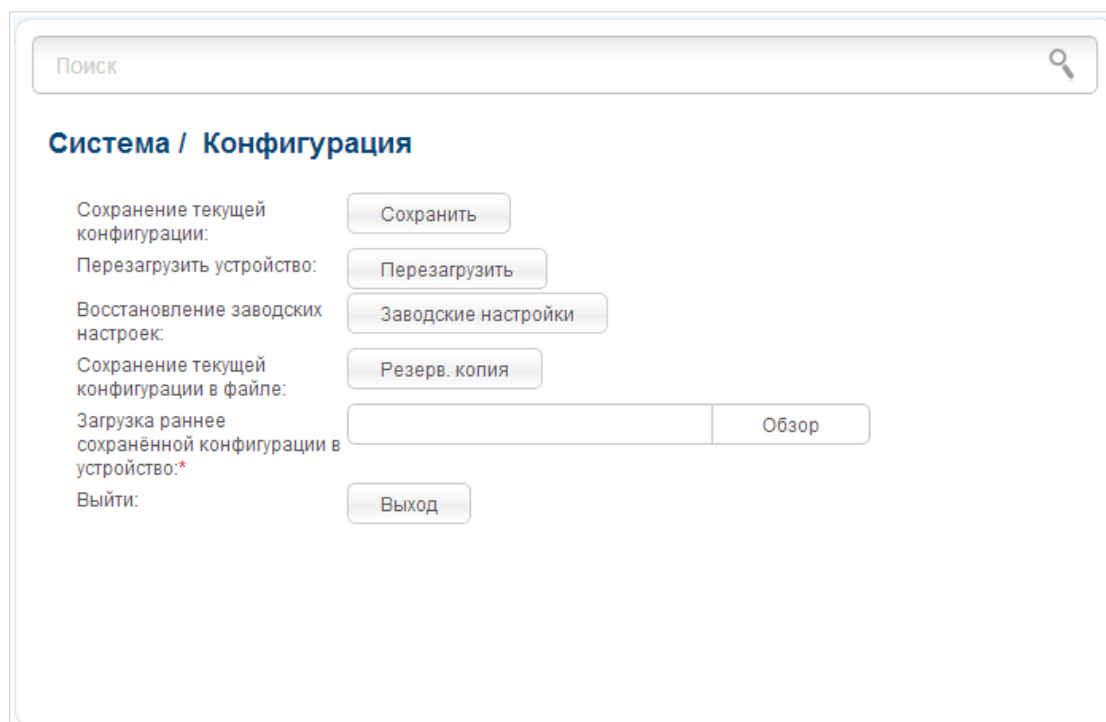 Поиск
Система / Конфигурация
Сохранение текущей
конфигурации:
Сохранить
Перезагрузить устройство:
Перезагрузить
Восстановление заводских
настроек:
Заводские настройки
Сохранение текущей
конфигурации в файле:
Резерв. копия
Загрузка раннее
сохранённой конфигурации в
устройство:*
Обзор
Выйти:
Выход